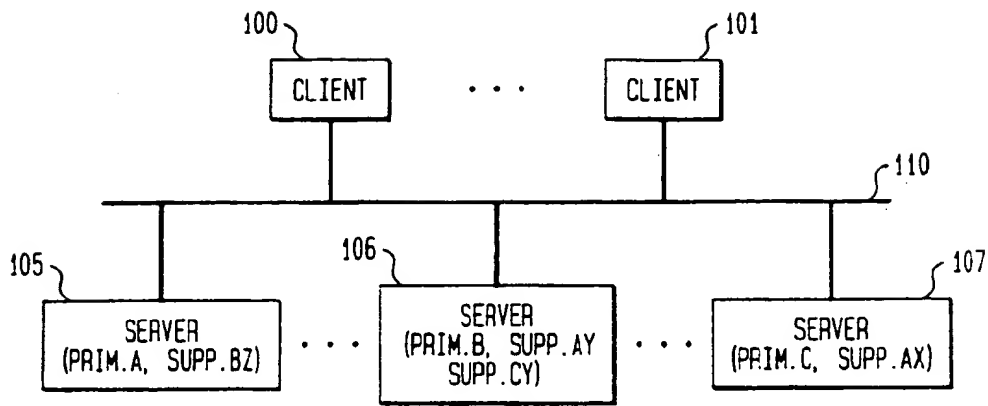 100
101
CLIENT
. . .
CLIENT
110
105
106
107
SERVER
(PRIM.A, SUPP.BZ)
. . .
SERVER
(PRIM.B, SUPP.AY
SUPP.CY)
. . .
SERVER
(PRIM.C, SUPP.AX)